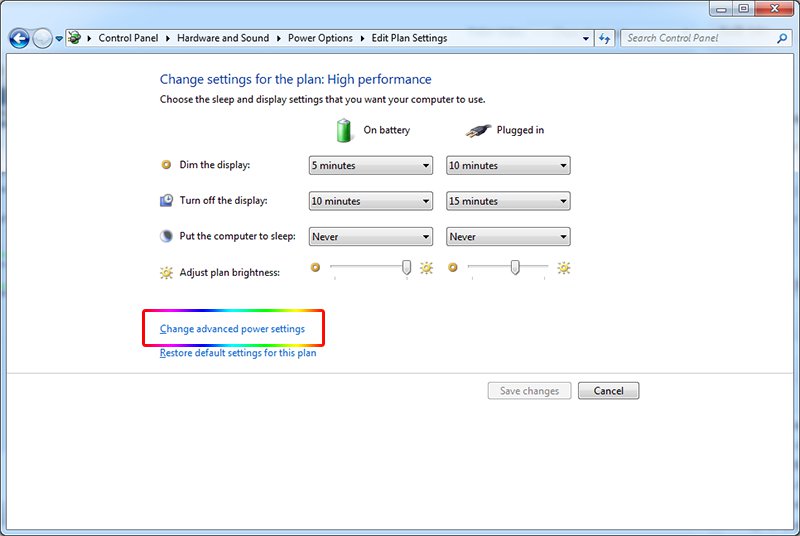 Control Panel Hardware and Sound Power Options Edit Plan Settings Search Control Panel
Change settings for the plan: High performance
Choose the sleep and display settings that you want your computer to use.
On battery Plugged in
Dim the display: 5 minutes 10 minutes
Turn off the display: 10 minutes 15 minutes
Put the computer to sleep: Never Never
Adjust plan brightness:
Change advanced power settings
Restore default settings for this plan
Save changes Cancel